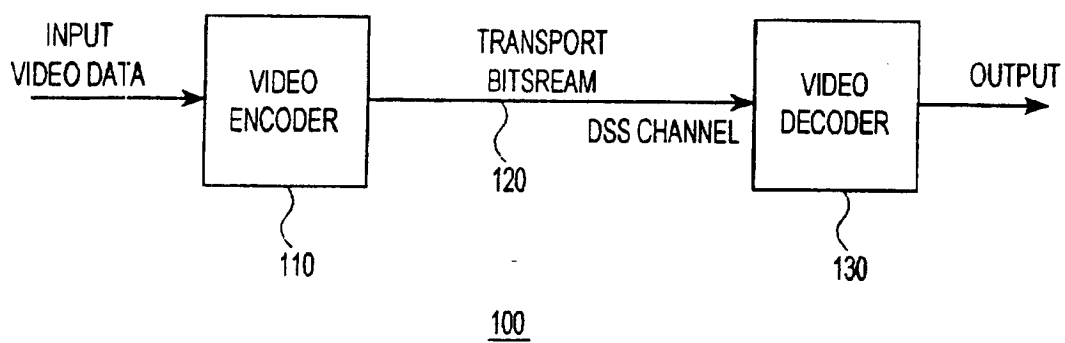 INPUT
VIDEO DATA
VIDEO
ENCODER
TRANSPORT
BITSREAM
DSS CHANNEL
VIDEO
DECODER
OUTPUT
110
120
130
100